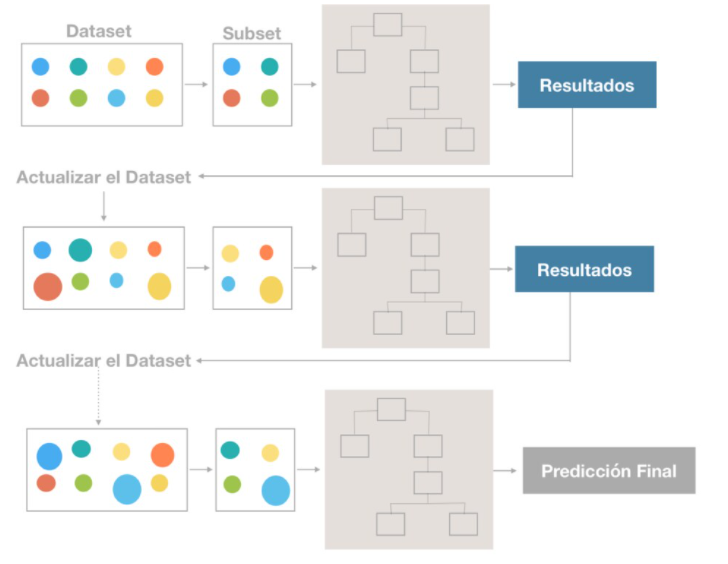 Dataset
Subset
Resultados
Actualizar el Dataset
Resultados
Actualizar el Dataset
Predicción Final